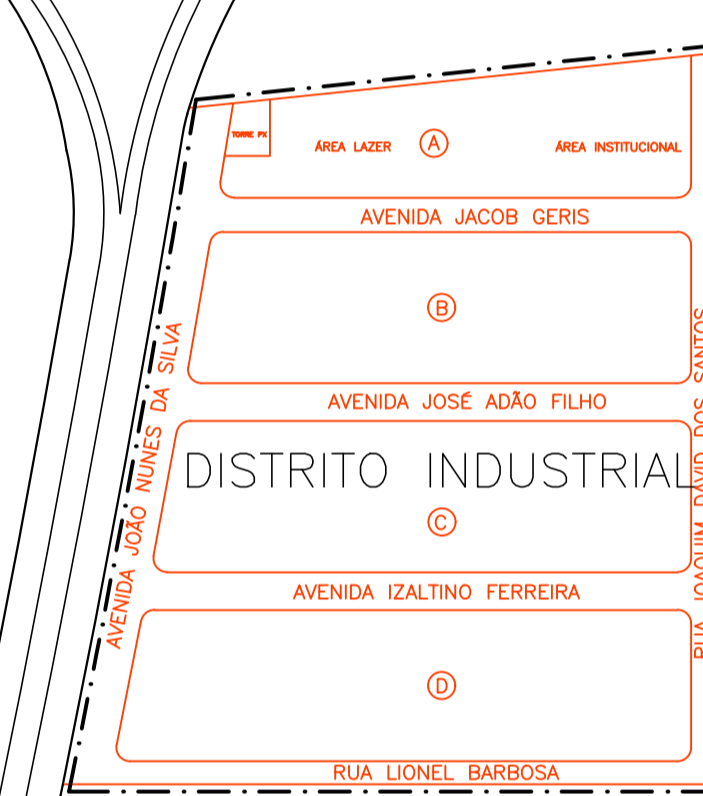 TORRE PX
ÁREA LAZER
A
ÁREA INSTITUCIONAL
AVENIDA JACOB GERIS
B
AVENIDA JOÃO NUNES DA SILVA
RUA JOAQUIM DAVID DOS SANTOS
AVENIDA JOSÉ ADÃO FILHO
DISTRITO INDUSTRIAL
C
AVENIDA IZALTINO FERREIRA
D
RUA LIONEL BARBOSA